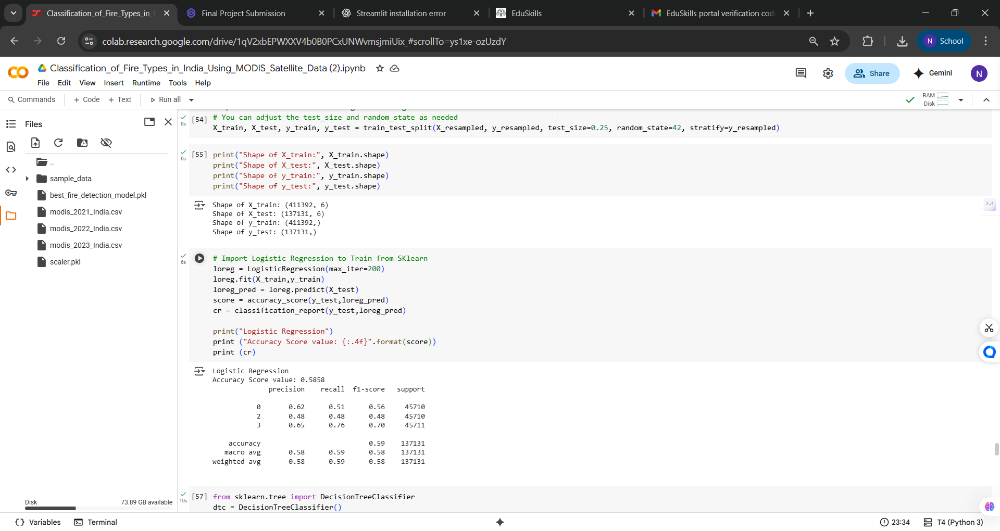 Classification_of_Fire_Types_in_I
Final Project Submission
Streamlit installation error
EduSkills
EduSkills portal verification cod
colab.research.google.com/drive/1qV2xbEPWXXV4b0B0PCxUNWvmsjmiUix_#scrollTo=ys1xe-ozUzdY
N School
CO Classification_of_Fire_Types_in_India_Using_MODIS_Satellite_Data (2).ipynb
File Edit View Insert Runtime Tools Help
Share
Gemini
N
Commands + Code + Text Run all
RAM
Disk
Files
..
sample_data
best_fire_detection_model.pkl
modis_2021_India.csv
modis_2022_India.csv
modis_2023_India.csv
scaler.pkl
Disk 73.89 GB available
0s [54] # You can adjust the test_size and random_state as needed
X_train, X_test, y_train, y_test = train_test_split(X_resampled, y_resampled, test_size=0.25, random_state=42, stratify=y_resampled)
0s [55] print("Shape of X_train:", X_train.shape)
print("Shape of X_test:", X_test.shape)
print("Shape of y_train:", y_train.shape)
print("Shape of y_test:", y_test.shape)
Shape of X_train: (411392, 6)
Shape of X_test: (137131, 6)
Shape of y_train: (411392,)
Shape of y_test: (137131,)
6s # Import Logistic Regression to Train from SKlearn
loreg = LogisticRegression(max_iter=200)
loreg.fit(X_train,y_train)
loreg_pred = loreg.predict(X_test)
score = accuracy_score(y_test,loreg_pred)
cr = classification_report(y_test,loreg_pred)
print("Logistic Regression")
print ("Accuracy Score value: {:.4f}".format(score))
print (cr)
Logistic Regression
Accuracy Score value: 0.5858
precision recall f1-score support
0 0.62 0.51 0.56 45710
2 0.48 0.48 0.48 45710
3 0.65 0.76 0.70 45711
accuracy 0.59 137131
macro avg 0.58 0.59 0.58 137131
weighted avg 0.58 0.59 0.58 137131
10s [57] from sklearn.tree import DecisionTreeClassifier
dtc = DecisionTreeClassifier()
Variables Terminal
23:34 T4 (Python 3)